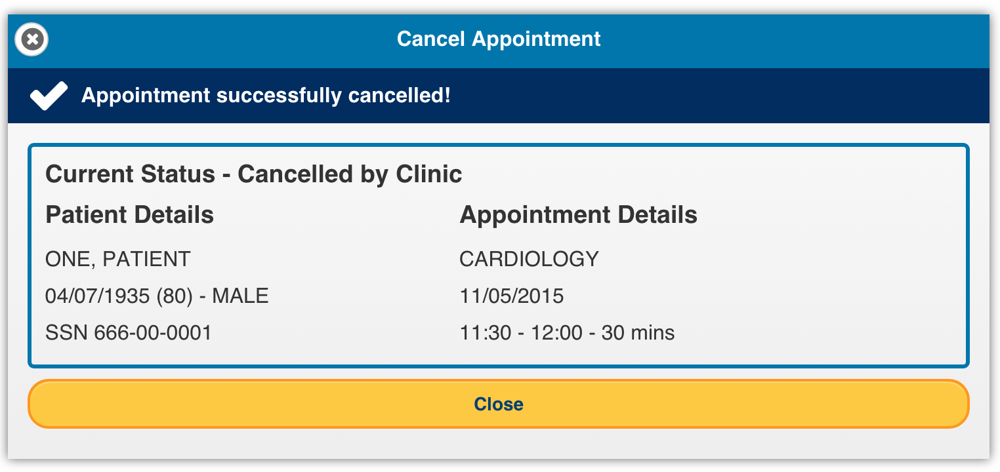 Cancel Appointment
Appointment successfully cancelled!
Current Status - Cancelled by Clinic
Patient Details
ONE, PATIENT
04/07/1935 (80) - MALE
SSN 666-00-0001
Appointment Details
CARDIOLOGY
11/05/2015
11:30 - 12:00 - 30 mins
Close